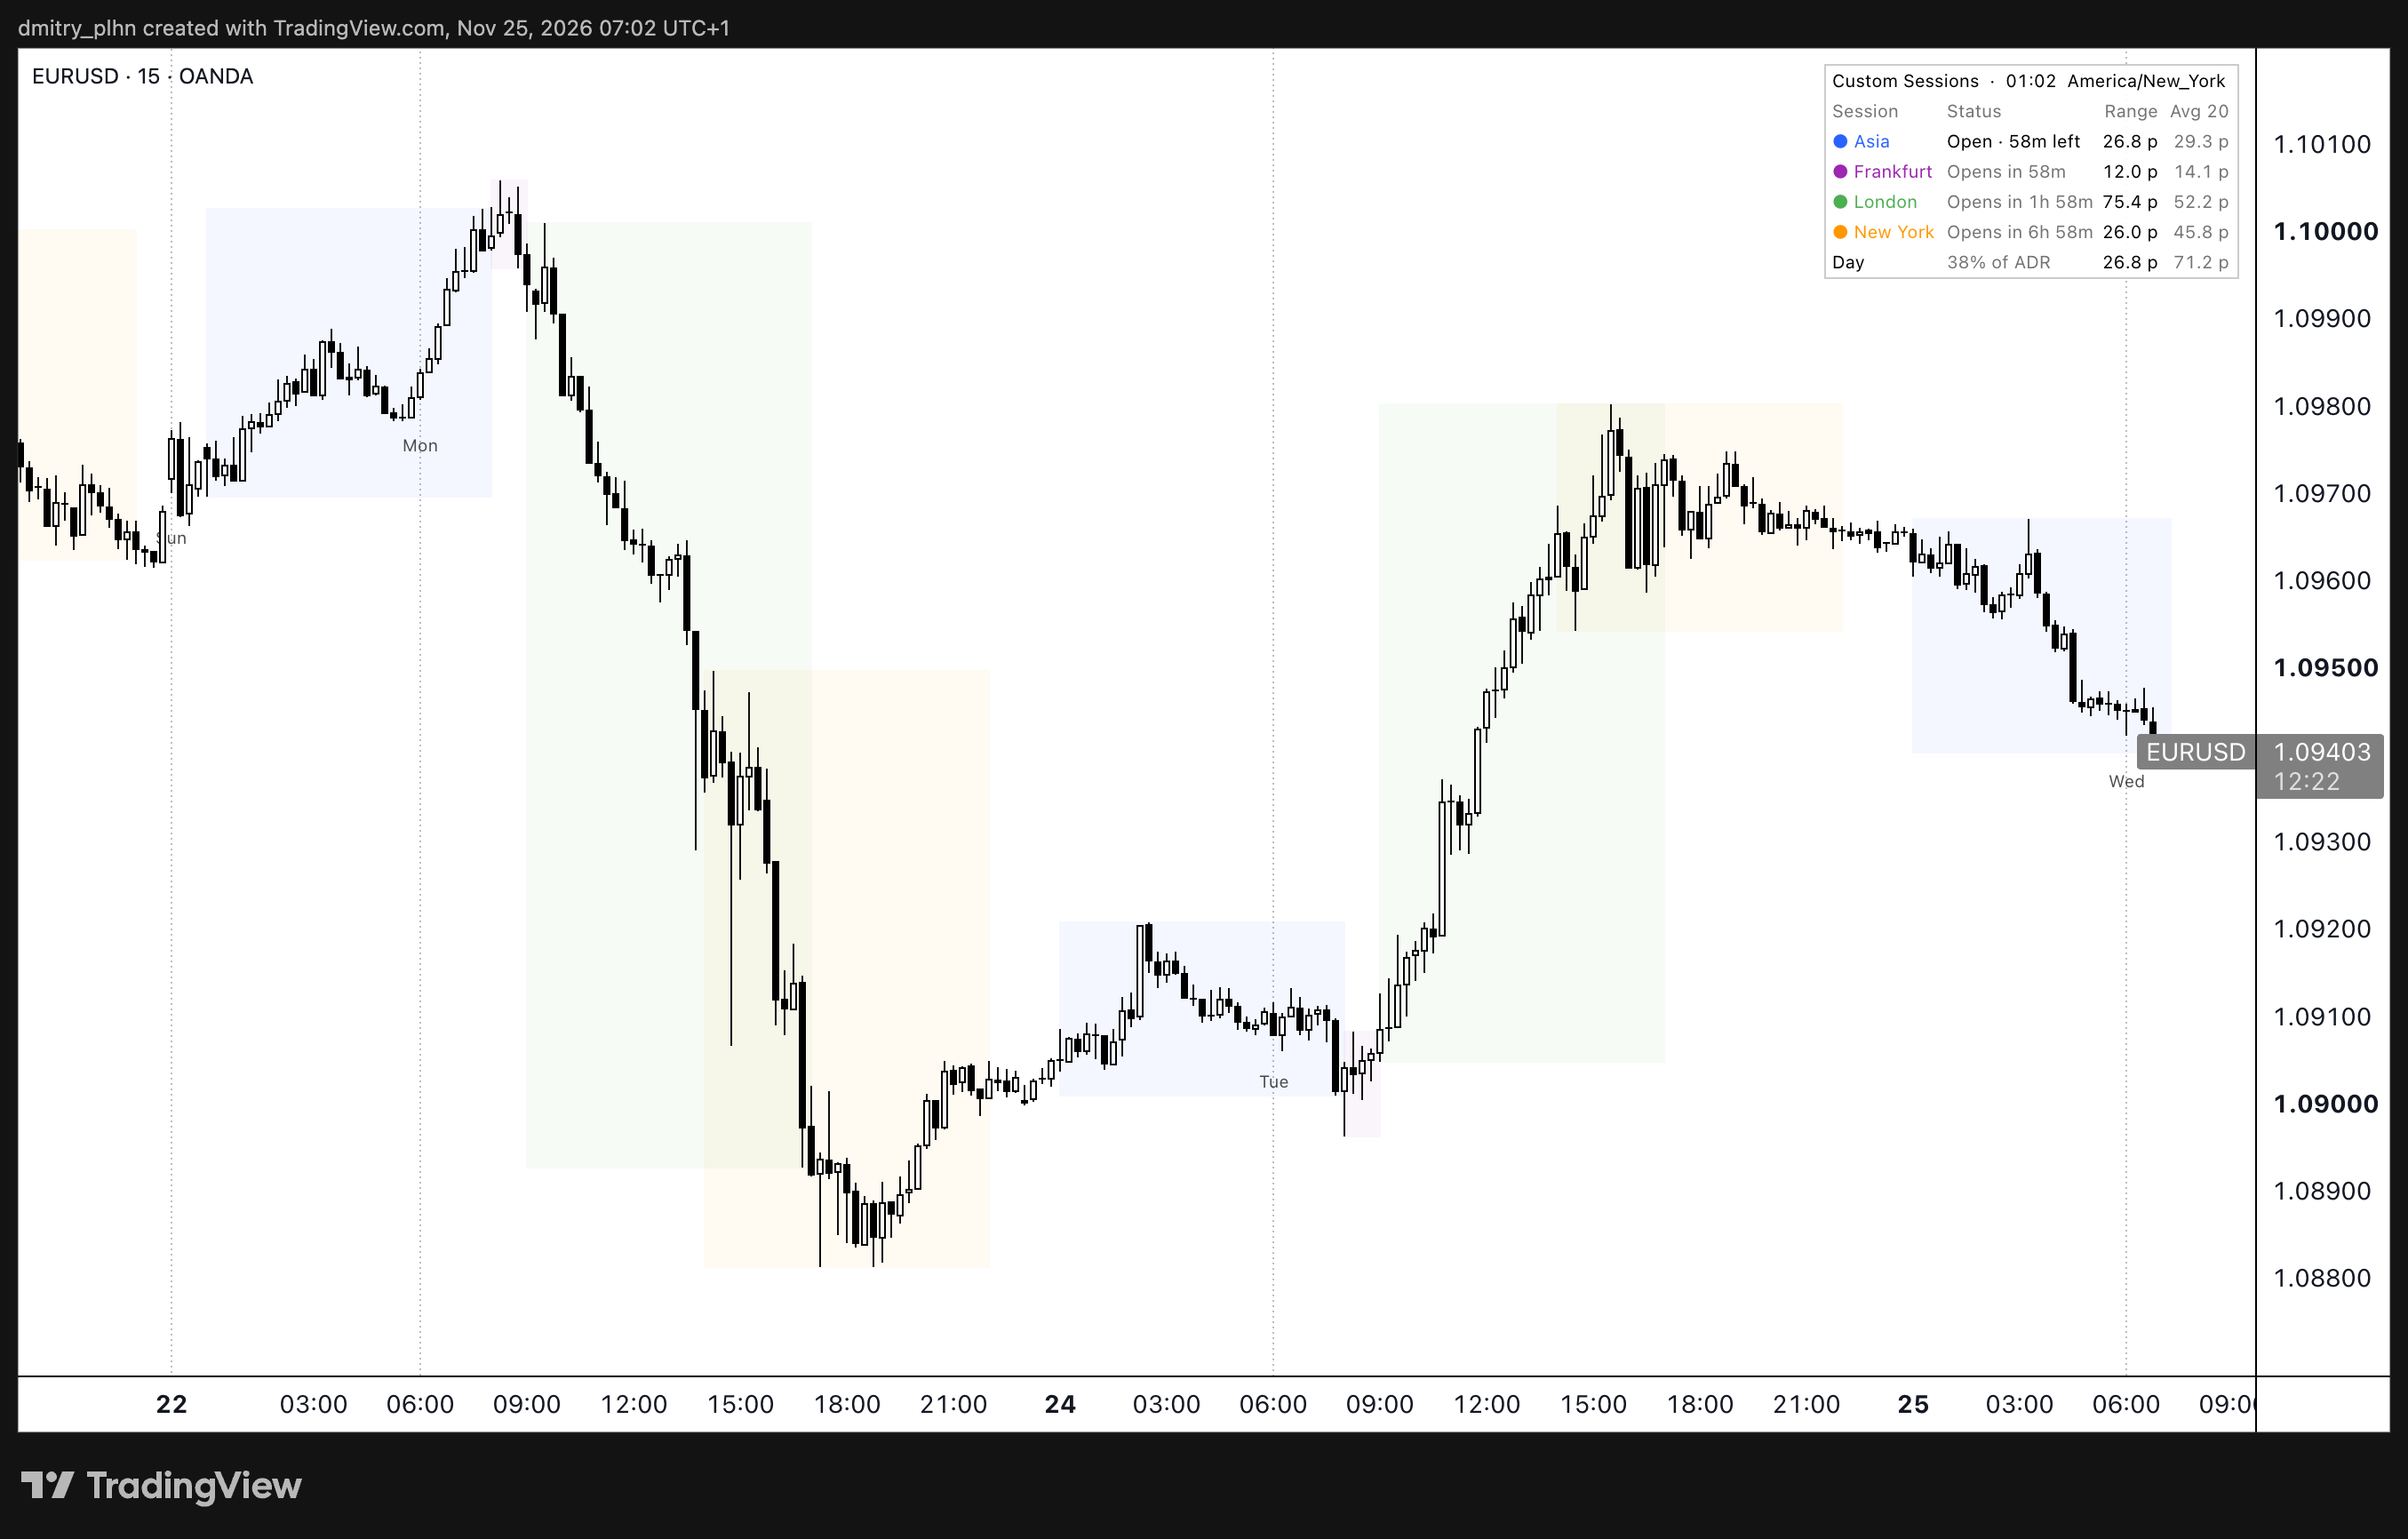 dmitry_plhn created with TradingView.com, Nov 25, 2026 07:02 UTC+1
EURUSD · 15 · OANDA
Custom Sessions · 01:02 America/New_York
Session Status Range Avg 20
Asia Open · 58m left 26.8 p 29.3 p
Frankfurt Opens in 58m 12.0 p 14.1 p
London Opens in 1h 58m 75.4 p 52.2 p
New York Opens in 6h 58m 26.0 p 45.8 p
Day 38% of ADR 26.8 p 71.2 p
1.10100
1.10000
1.09900
1.09800
Mon
1.09700
Sun
1.09600
1.09500
EURUSD 1.09403
12:22
Wed
1.09300
1.09200
1.09100
Tue
1.09000
1.08900
1.08800
22 03:00 06:00 09:00 12:00 15:00 18:00 21:00 24 03:00 06:00 09:00 12:00 15:00 18:00 21:00 25 03:00 06:00 09:00
TradingView